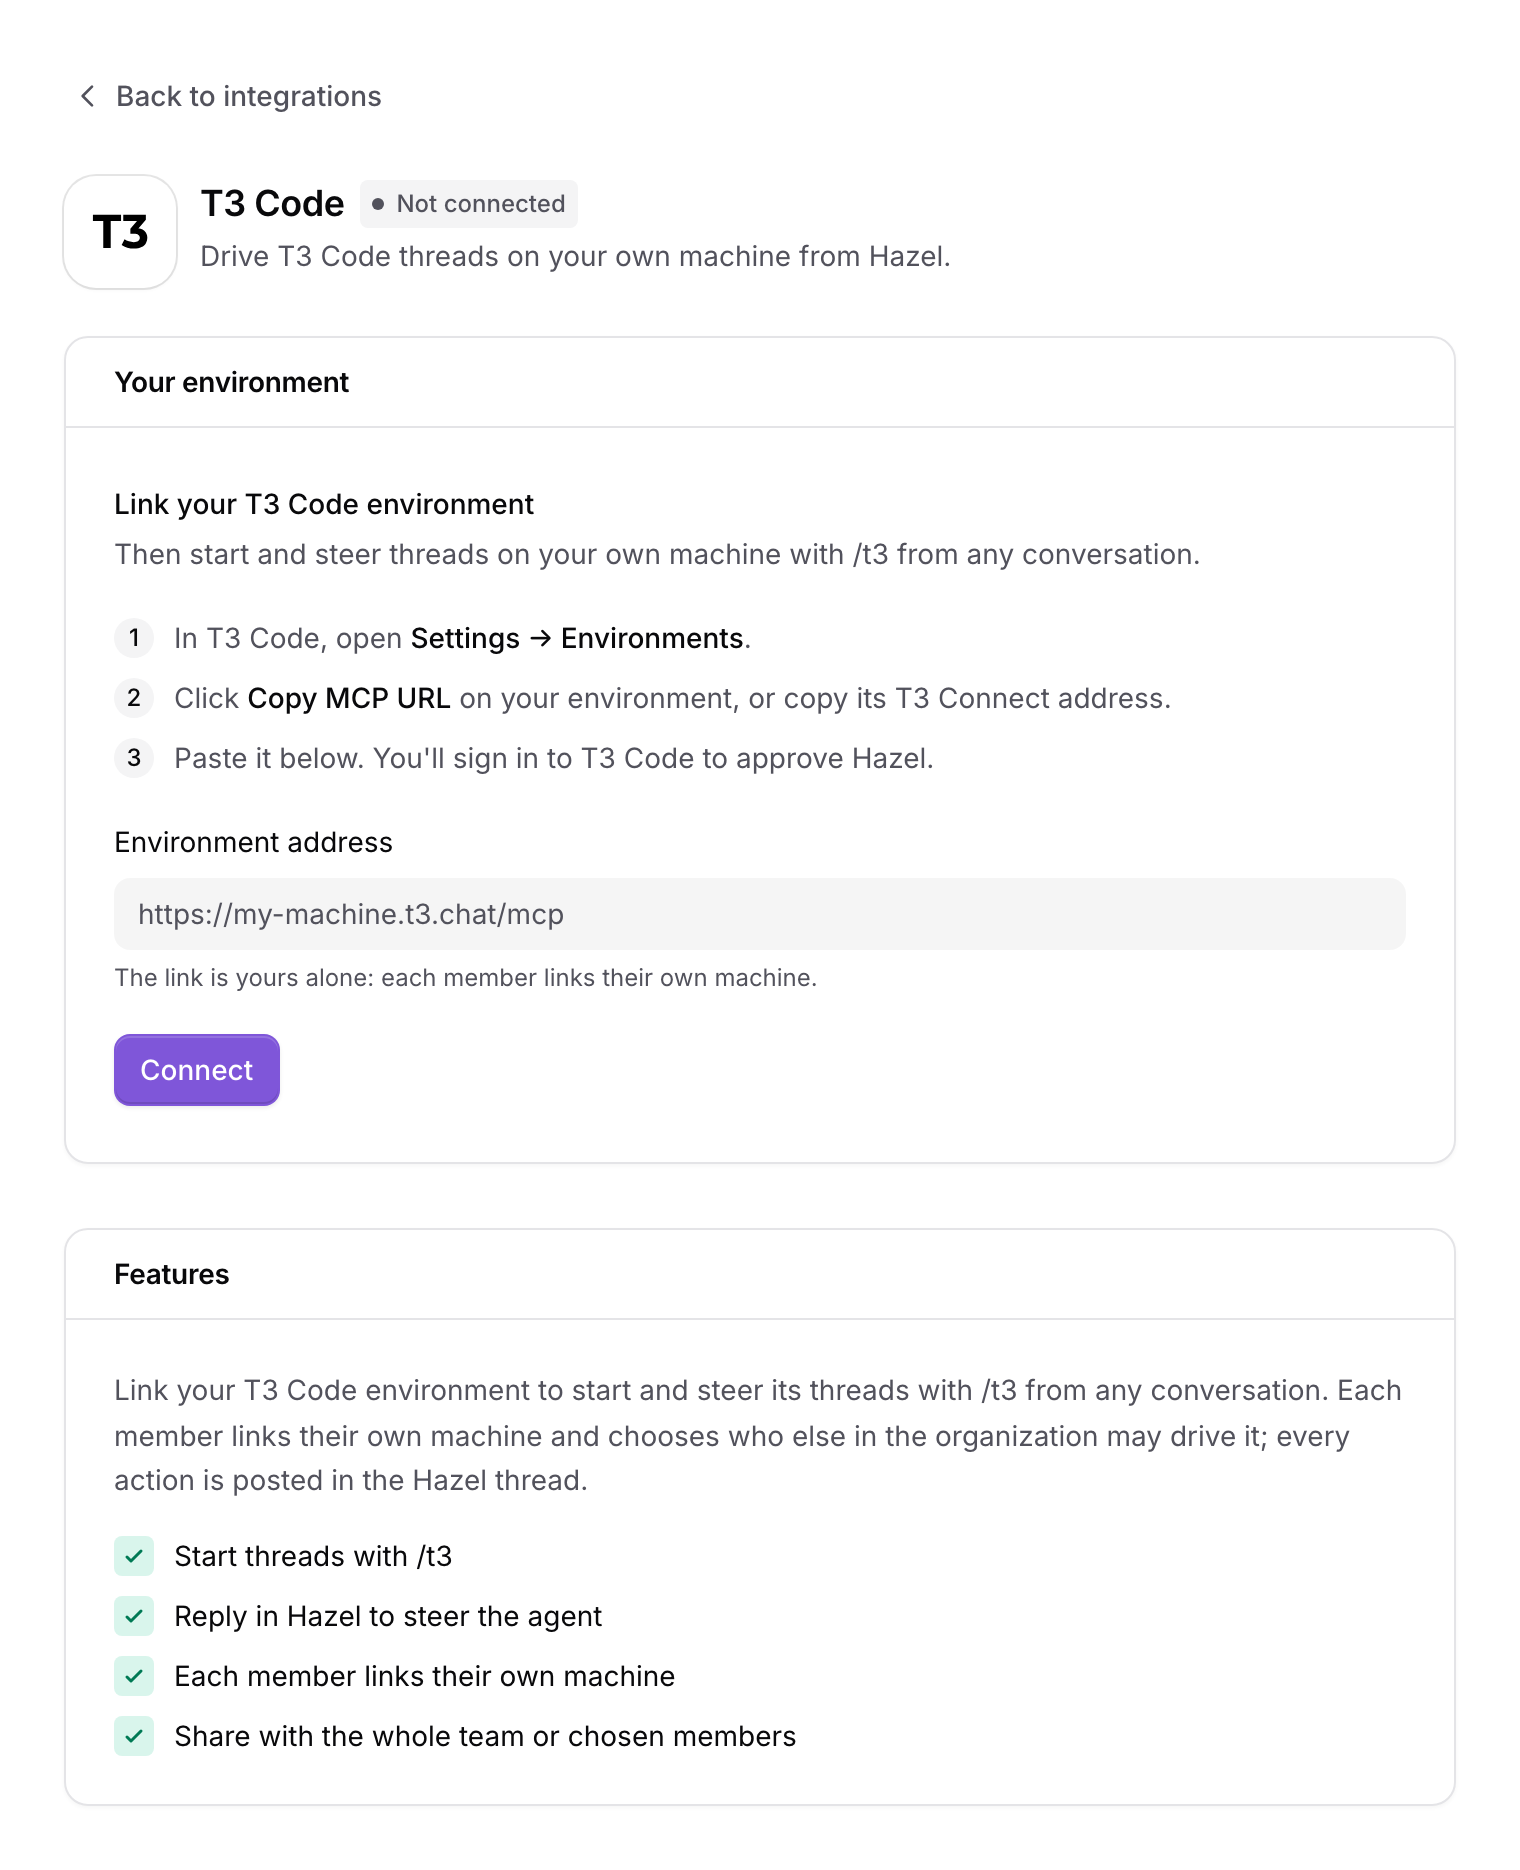 Back to integrations
T3
T3 Code
Not connected
Drive T3 Code threads on your own machine from Hazel.
Your environment
Link your T3 Code environment
Then start and steer threads on your own machine with /t3 from any conversation.
1 In T3 Code, open Settings → Environments.
2 Click Copy MCP URL on your environment, or copy its T3 Connect address.
3 Paste it below. You'll sign in to T3 Code to approve Hazel.
Environment address
https://my-machine.t3.chat/mcp
The link is yours alone: each member links their own machine.
Connect
Features
Link your T3 Code environment to start and steer its threads with /t3 from any conversation. Each
member links their own machine and chooses who else in the organization may drive it; every
action is posted in the Hazel thread.
Start threads with /t3
Reply in Hazel to steer the agent
Each member links their own machine
Share with the whole team or chosen members